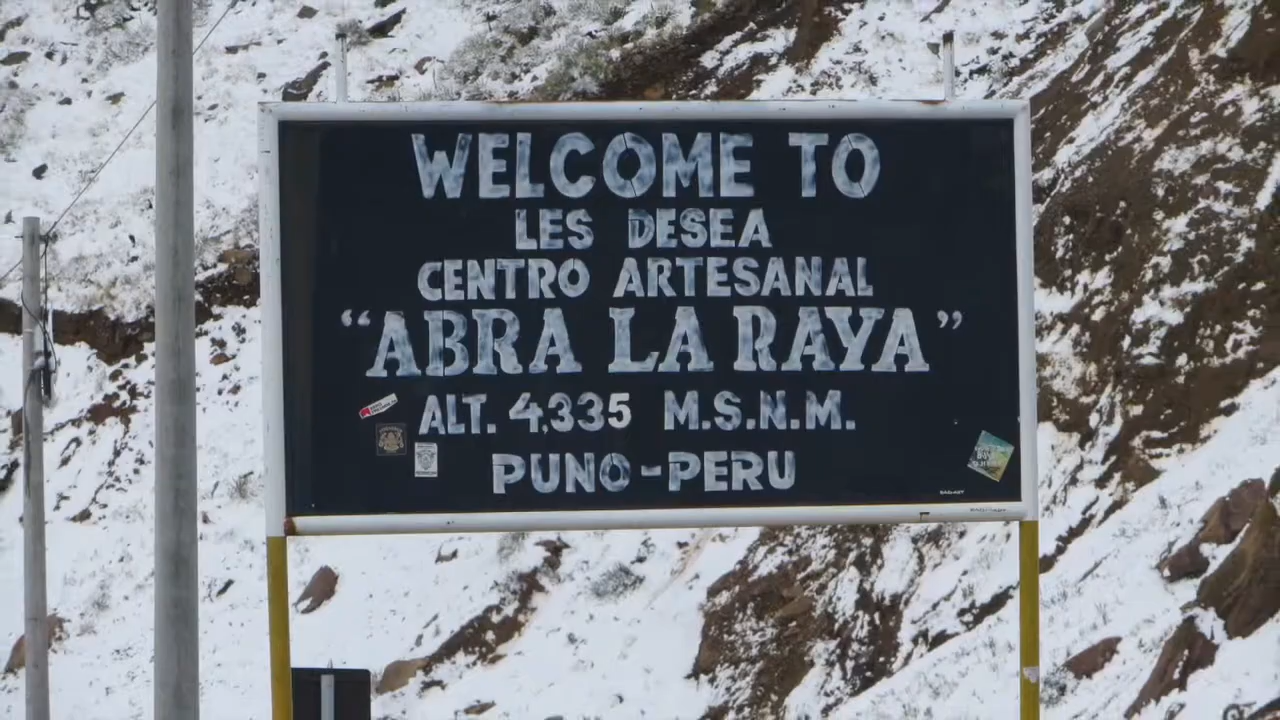 WELCOME TO
LES DESEA
CENTRO ARTESANAL
“ABRA LA RAYA”
ALT. 4,335 M.S.N.M.
PUNO-PERU